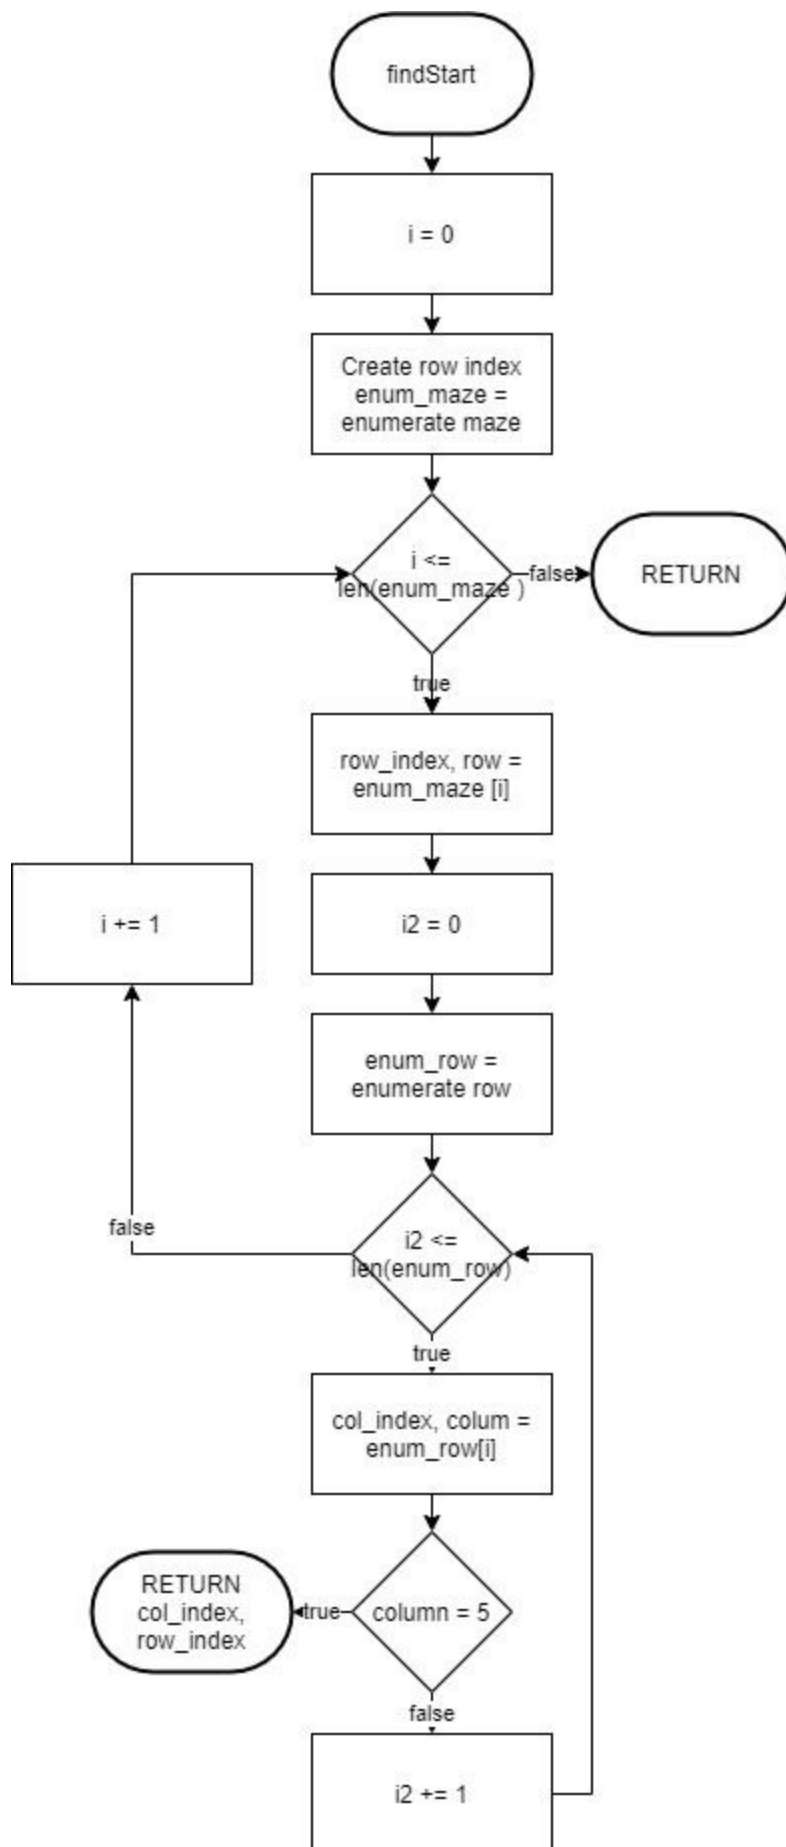 findStart
i = 0
Create row index
enum_maze =
enumerate maze
i <=
len(enum_maze )
false
RETURN
true
row_index, row =
enum_maze [i]
i += 1
i2 = 0
enum_row =
enumerate row
false
i2 <=
len(enum_row)
true
col_index, colum =
enum_row[i]
RETURN
col_index,
row_index
true
column = 5
false
i2 += 1